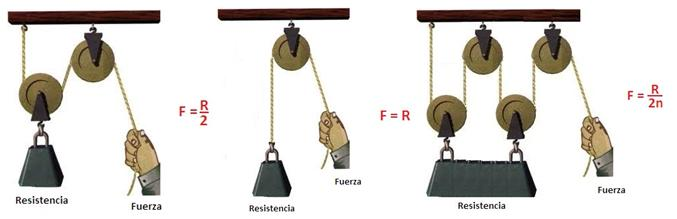 Resistencia
Fuerza
F = R/2
Resistencia
Fuerza
F = R
Resistencia
Fuerza
F = R/2n